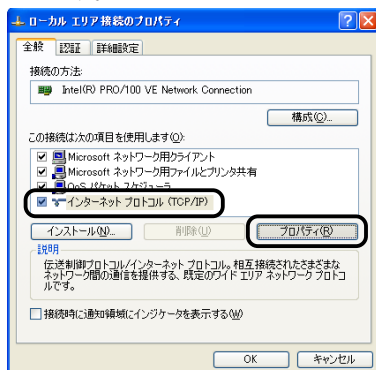 ローカル エリア接続のプロパティ
全般 認証 詳細設定
接続の方法:
Intel(R) PRO/100 VE Network Connection
構成(C)...
この接続は次の項目を使用します(O):
Microsoft ネットワーク用クライアント
Microsoft ネットワーク用ファイルとプリンタ共有
QoS パケット スケジューラ
インターネット プロトコル (TCP/IP)
インストール(N)... 削除(U) プロパティ(R)
説明
伝送制御プロトコル/インターネット プロトコル。相互接続されたさまざまな
ネットワーク間の通信を提供する、既定のワイド エリア ネットワーク プロトコ
ルです。
接続時に通知領域にインジケータを表示する(W)
OK キャンセル